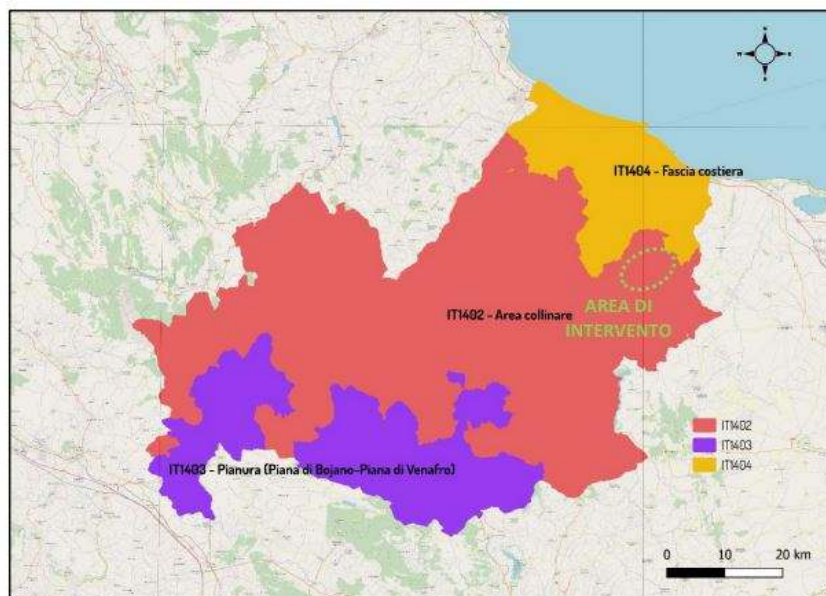 IT1404 - Fascia costiera
IT1402 - Area collinare
AREA DI
INTERVENTO
IT1403 - Pianura (Piana di Bojano-Piana di Venafro)
IT1402
IT1403
IT1404
0 10 20 km